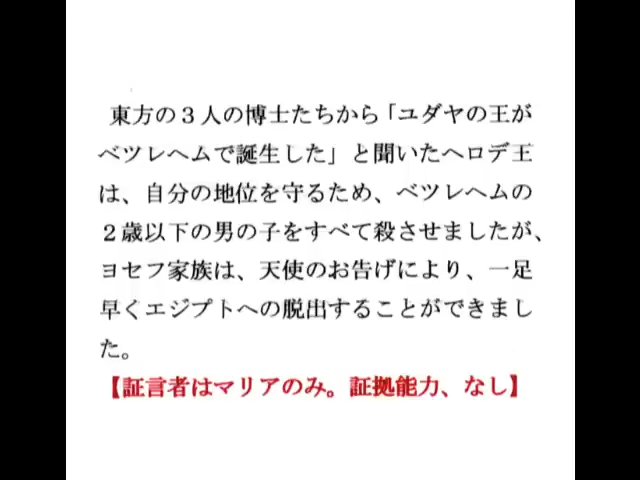 東方の３人の博士たちから「ユダヤの王が
ベツレヘムで誕生した」と聞いたヘロデ王
は、自分の地位を守るため、ベツレヘムの
２歳以下の男の子をすべて殺させましたが、
ヨセフ家族は、天使のお告げにより、一足
早くエジプトへの脱出することができまし
た。
【証言者はマリアのみ。証拠能力、なし】